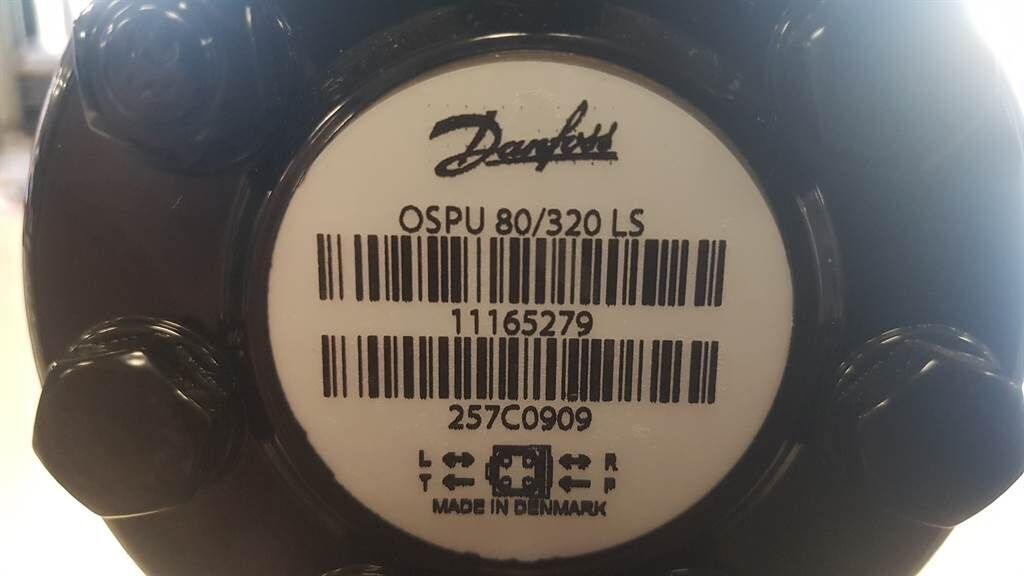 Danfoss
OSPU 80/320 LS
11165279
257C0909
L R
T P
MADE IN DENMARK